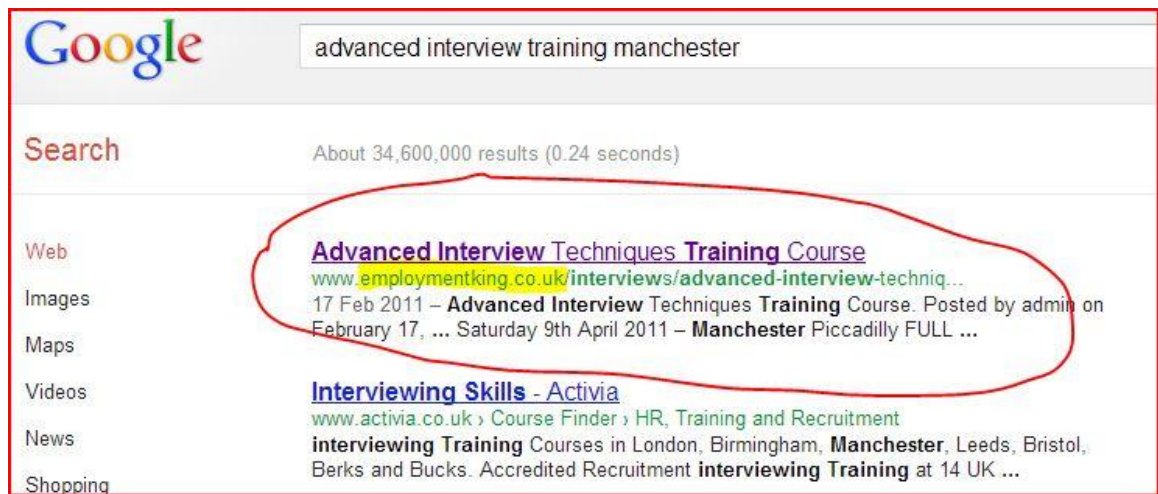 Google
advanced interview training manchester
Search
About 34,600,000 results (0.24 seconds)
Web
Images
Maps
Videos
News
Shopping
Advanced Interview Techniques Training Course
www.employmentking.co.uk/interviews/advanced-interview-techniq...
17 Feb 2011 – Advanced Interview Techniques Training Course. Posted by admin on
February 17, ... Saturday 9th April 2011 – Manchester Piccadilly FULL ...
Interviewing Skills - Activia
www.activia.co.uk › Course Finder › HR, Training and Recruitment
interviewing Training Courses in London, Birmingham, Manchester, Leeds, Bristol,
Berks and Bucks. Accredited Recruitment interviewing Training at 14 UK ...